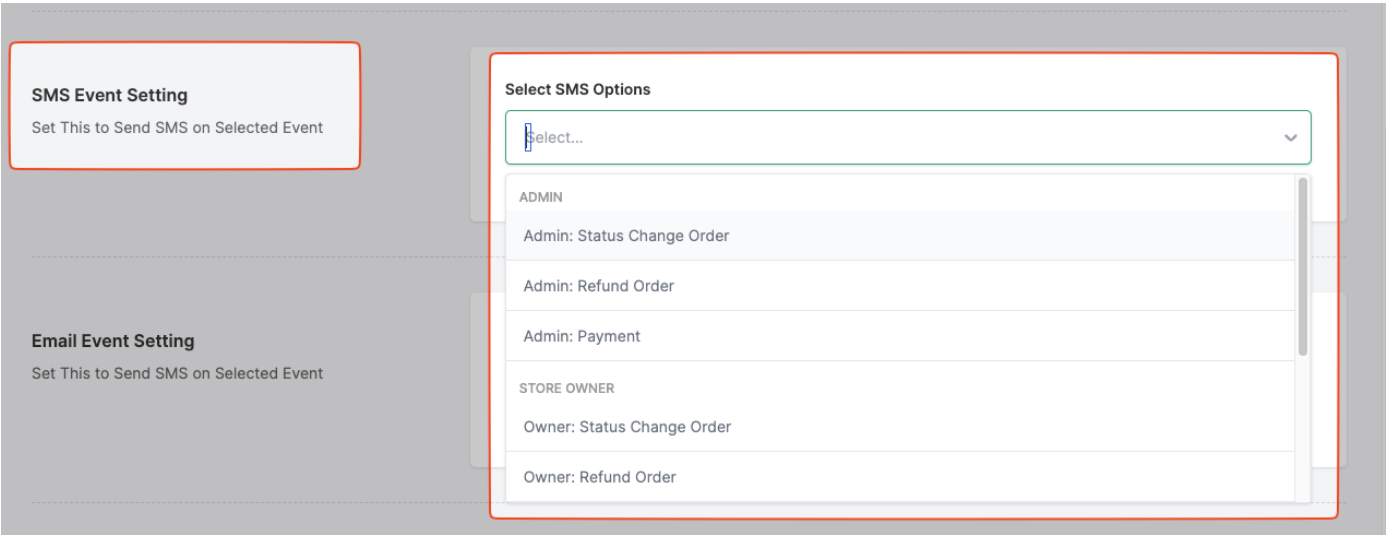 SMS Event Setting
Set This to Send SMS on Selected Event
Select SMS Options
Select...
ADMIN
Admin: Status Change Order
Admin: Refund Order
Admin: Payment
STORE OWNER
Owner: Status Change Order
Owner: Refund Order
Email Event Setting
Set This to Send SMS on Selected Event